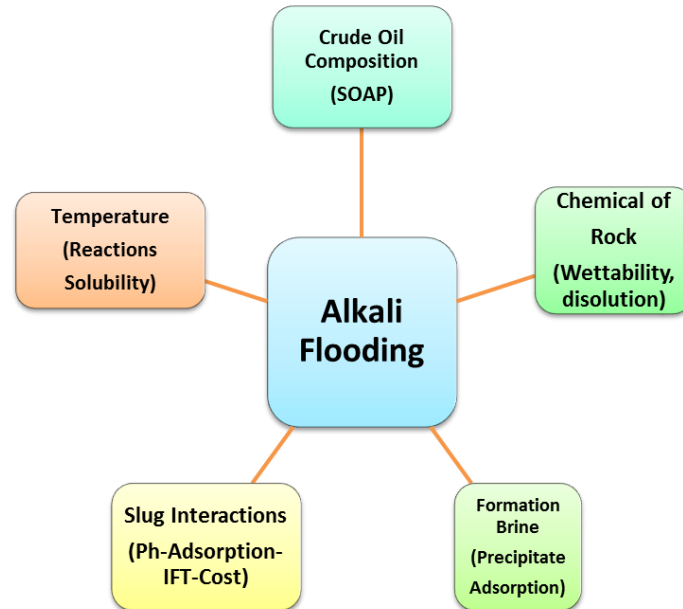 Crude Oil
Composition
(SOAP)
Temperature
(Reactions
Solubility)
Chemical of
Rock
(Wettability,
disolution)
Alkali
Flooding
Slug Interactions
(Ph-Adsorption-
IFT-Cost)
Formation
Brine
(Precipitate
Adsorption)